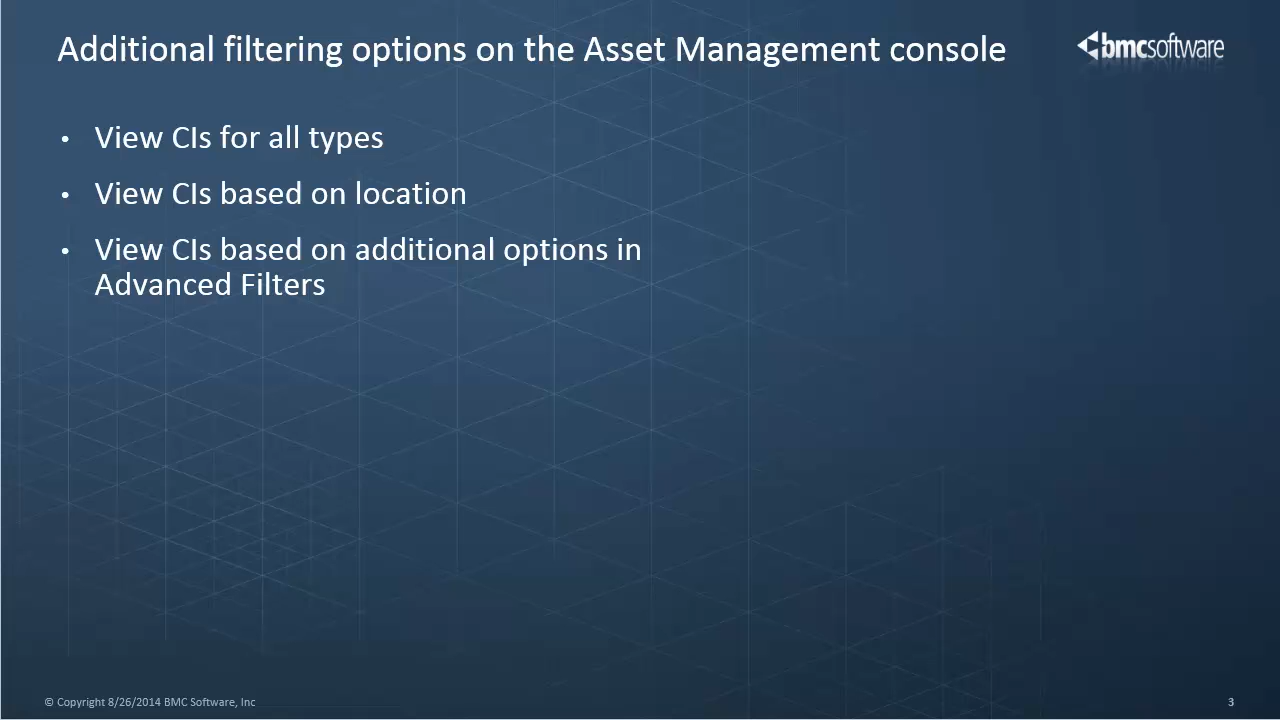 Additional filtering options on the Asset Management console
bmcsoftware
• View CIs for all types
• View CIs based on location
• View CIs based on additional options in
Advanced Filters
© Copyright 8/26/2014 BMC Software, Inc
3